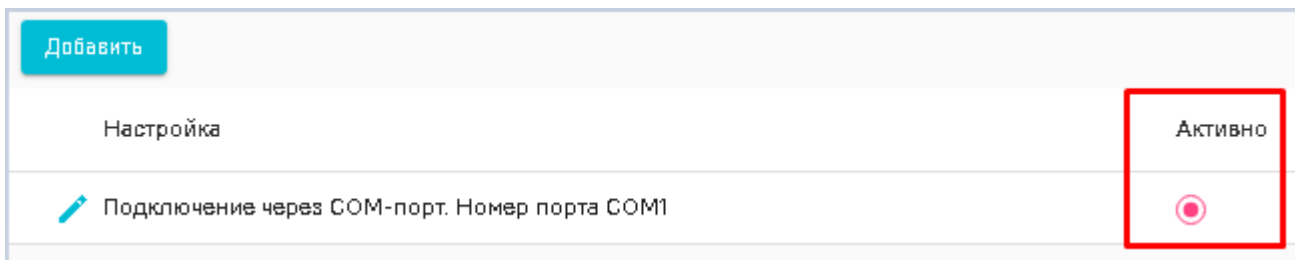 Добавить
Настройка Активно
Подключение через COM-порт. Номер порта COM1